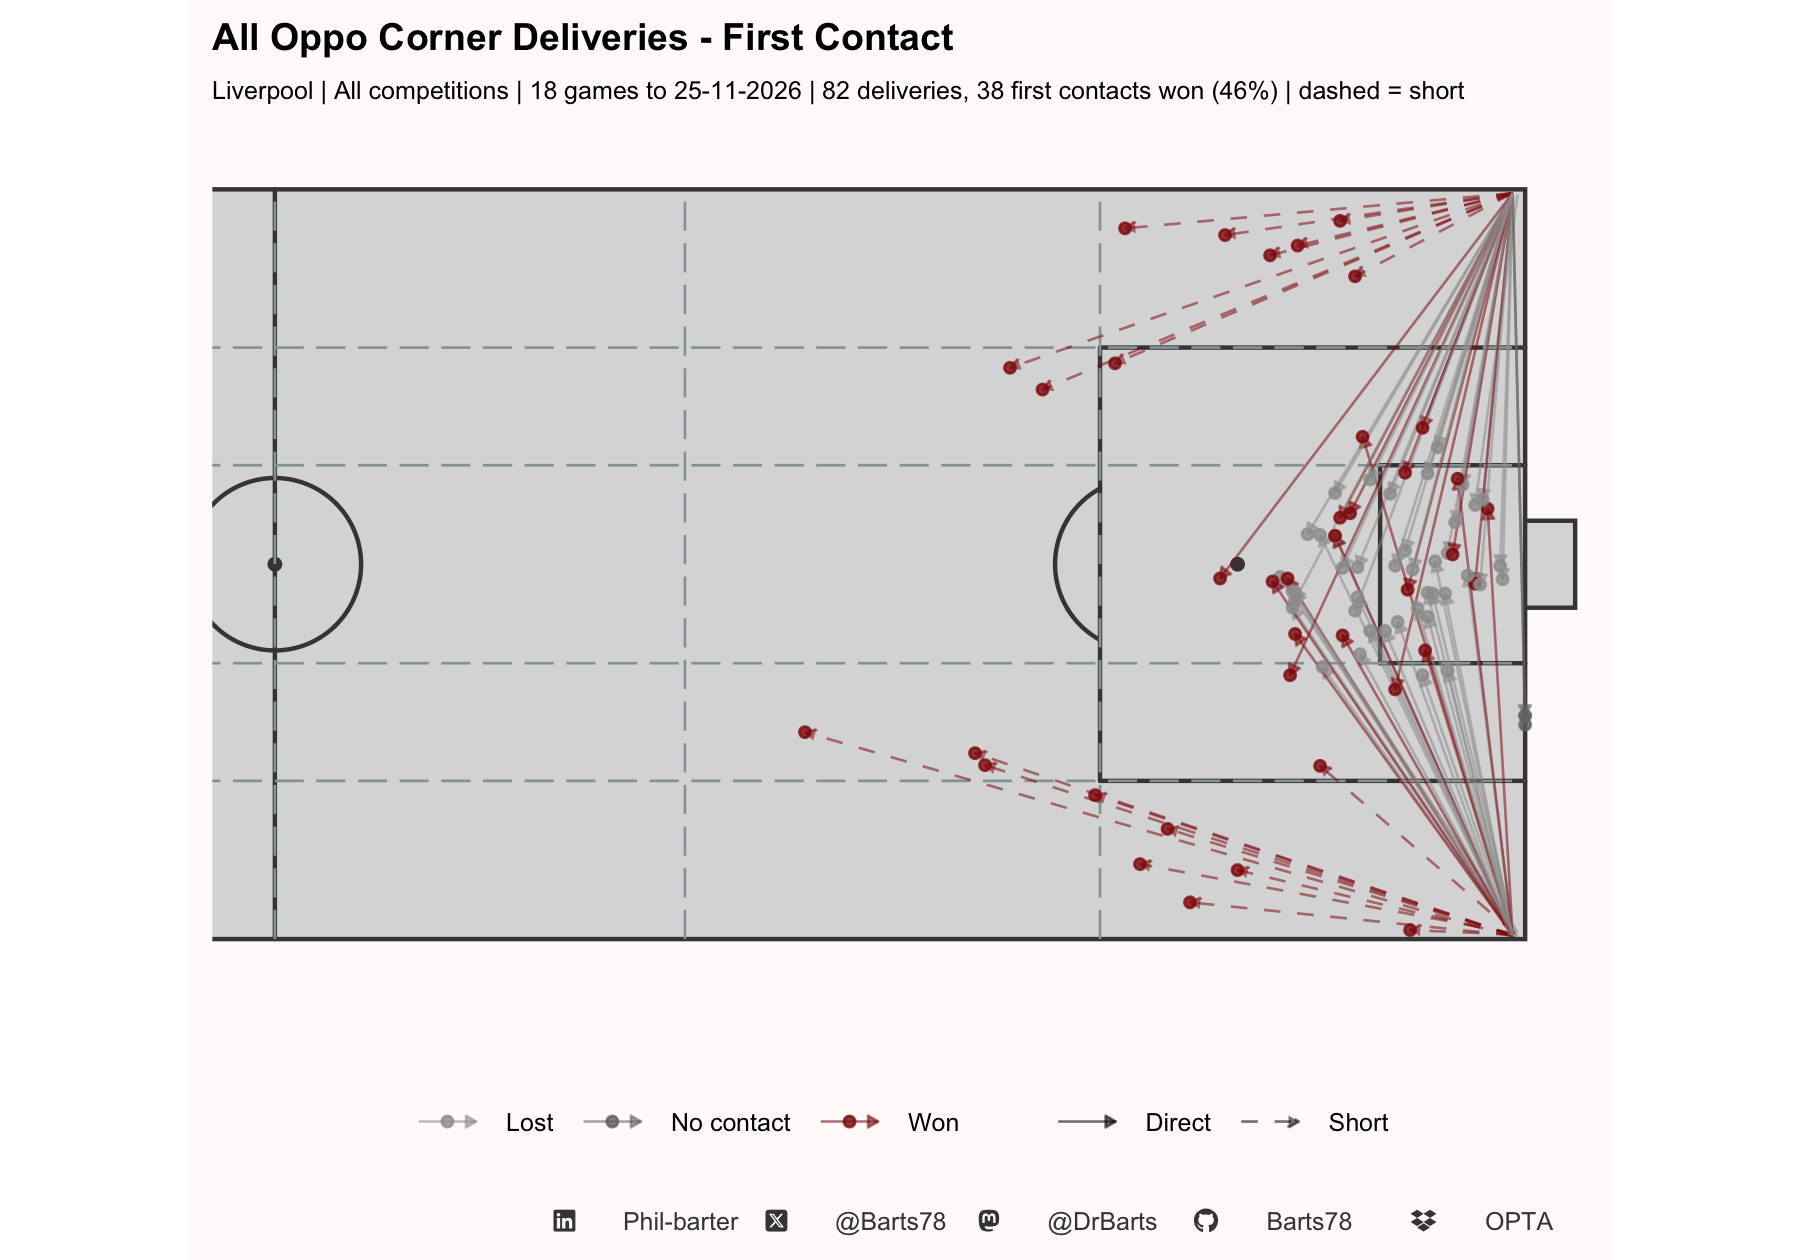 All Oppo Corner Deliveries - First Contact
Liverpool | All competitions | 18 games to 25-11-2026 | 82 deliveries, 38 first contacts won (46%) | dashed = short
Lost No contact Won Direct Short
Phil-barter @Barts78 @DrBarts Barts78 OPTA